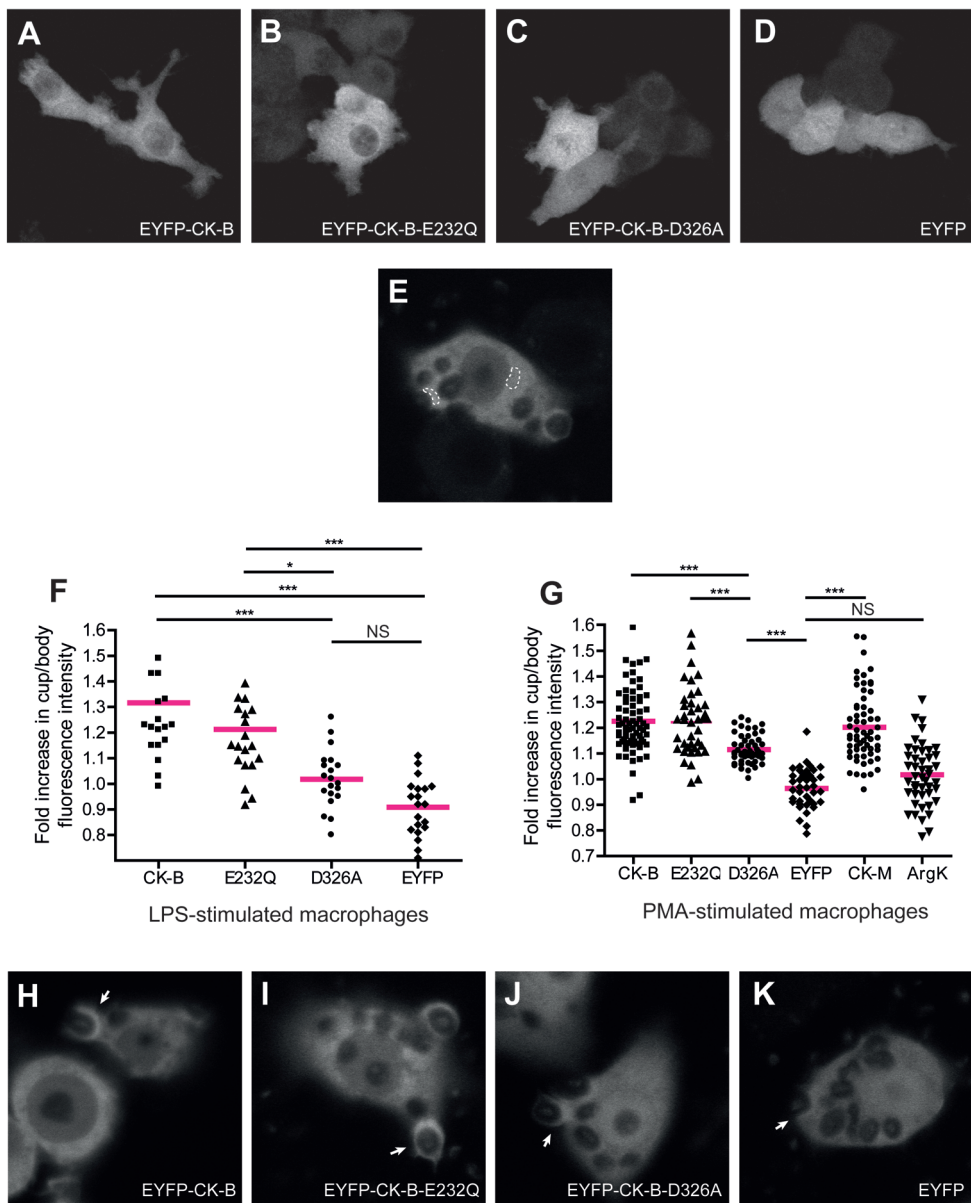 A
B
C
D
EYFP-CK-B
EYFP-CK-B-E232Q
EYFP-CK-B-D326A
EYFP
E
F
***
*
***
***
NS
1.6
1.5
1.4
1.3
1.2
1.1
1.0
0.9
0.8
Fold increase in cup/body
fluorescence intensity
CK-B
E232Q
D326A
EYFP
LPS-stimulated macrophages
G
***
***
***
NS
***
1.6
1.5
1.4
1.3
1.2
1.1
1.0
0.9
0.8
0.7
Fold increase in cup/body
fluorescence intensity
CK-B
E232Q
D326A
EYFP
CK-M
ArgK
PMA-stimulated macrophages
H
I
J
K
EYFP-CK-B
EYFP-CK-B-E232Q
EYFP-CK-B-D326A
EYFP